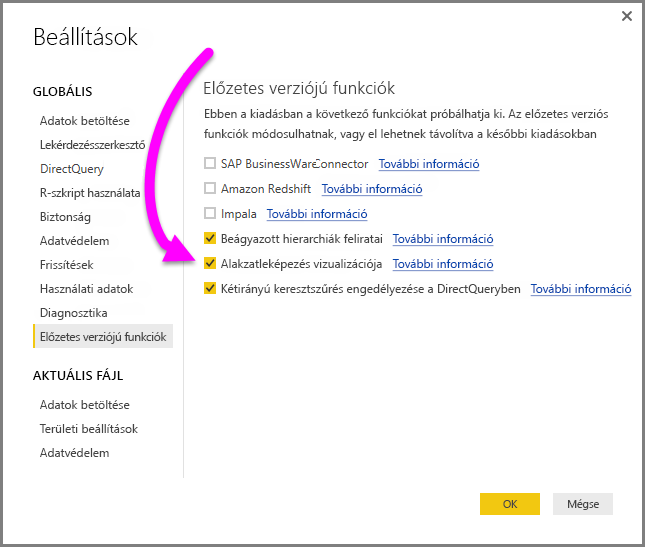 Beállítások
GLOBÁLIS
Adatok betöltése
Lekérdezésszerkesztő
DirectQuery
R-szkript használata
Biztonság
Adatvédelem
Frissítések
Használati adatok
Diagnosztika
Előzetes verziójú funkciók
AKTUÁLIS FÁJL
Adatok betöltése
Területi beállítások
Adatvédelem
Előzetes verziójú funkciók
Ebben a kiadásban a következő funkciókat próbálhatja ki. Az előzetes verziós
funkciók módosulhatnak, vagy el lehetnek távolítva a későbbi kiadásokban
SAP BusinessWareConnector További információ
Amazon Redshift További információ
Impala További információ
Beágyazott hierarchiák feliratai További információ
Alakzatleképezés vizualizációja További információ
Kétirányú keresztszűrés engedélyezése a DirectQueryben További információ
OK Mégse